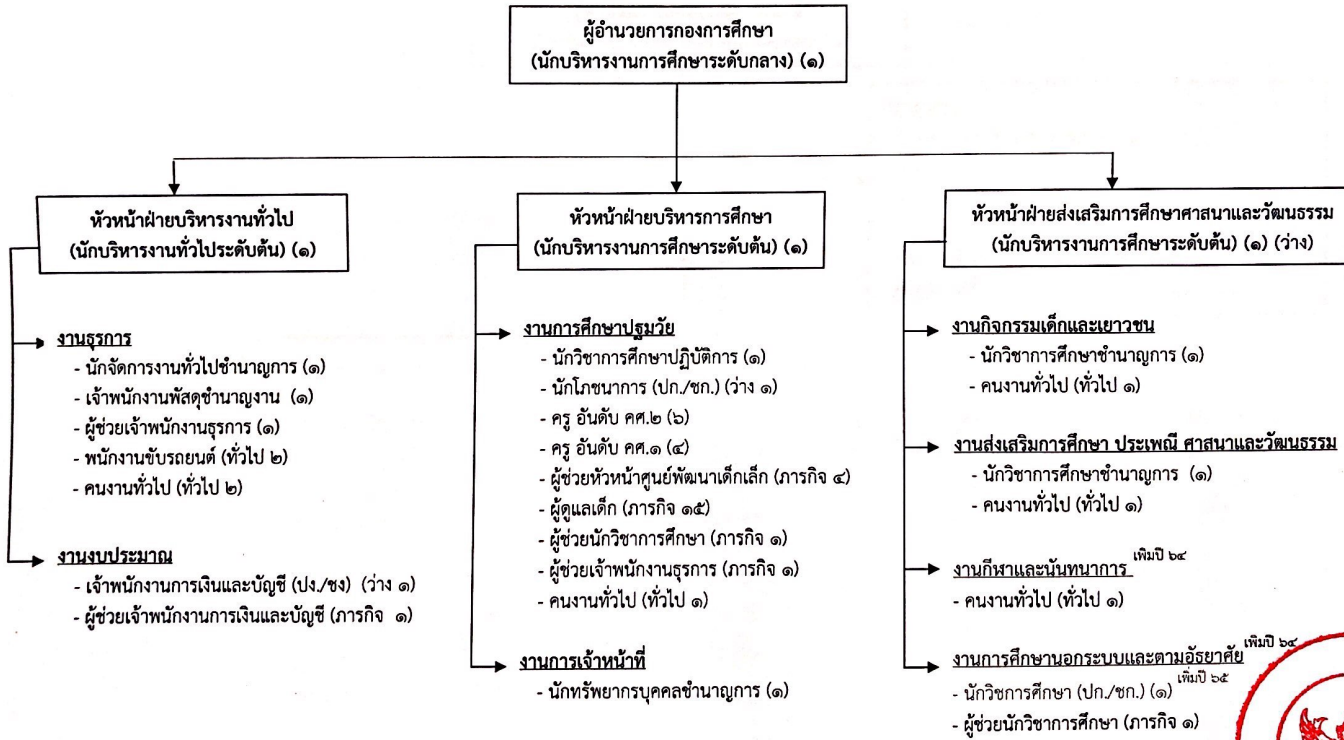 ผู้อำนวยการกองการศึกษา
(นักบริหารงานการศึกษาระดับกลาง) (๑)
หัวหน้าฝ่ายบริหารงานทั่วไป
(นักบริหารงานทั่วไประดับต้น) (๑)
งานธุรการ
- นักจัดการงานทั่วไปชำนาญการ (๑)
- เจ้าพนักงานพัสดุชำนาญงาน (๑)
- ผู้ช่วยเจ้าพนักงานธุรการ (๑)
- พนักงานขับรถยนต์ (ทั่วไป ๒)
- คนงานทั่วไป (ทั่วไป ๒)
งานงบประมาณ
- เจ้าพนักงานการเงินและบัญชี (ปง./ชง) (ว่าง ๑)
- ผู้ช่วยเจ้าพนักงานการเงินและบัญชี (ภารกิจ ๑)
หัวหน้าฝ่ายบริหารการศึกษา
(นักบริหารงานการศึกษาระดับต้น) (๑)
งานการศึกษาปฐมวัย
- นักวิชาการศึกษาปฏิบัติการ (๑)
- นักโภชนาการ (ปก./ชก.) (ว่าง ๑)
- ครู อันดับ คศ.๒ (๖)
- ครู อันดับ คศ.๑ (๔)
- ผู้ช่วยหัวหน้าศูนย์พัฒนาเด็กเล็ก (ภารกิจ ๔)
- ผู้ดูแลเด็ก (ภารกิจ ๑๕)
- ผู้ช่วยนักวิชาการศึกษา (ภารกิจ ๑)
- ผู้ช่วยเจ้าพนักงานธุรการ (ภารกิจ ๑)
- คนงานทั่วไป (ทั่วไป ๑)
งานการเจ้าหน้าที่
- นักทรัพยากรบุคคลชำนาญการ (๑)
หัวหน้าฝ่ายส่งเสริมการศึกษาศาสนาและวัฒนธรรม
(นักบริหารงานการศึกษาระดับต้น) (๑) (ว่าง)
งานกิจกรรมเด็กและเยาวชน
- นักวิชาการศึกษาชำนาญการ (๑)
- คนงานทั่วไป (ทั่วไป ๑)
งานส่งเสริมการศึกษา ประเพณี ศาสนาและวัฒนธรรม
- นักวิชาการศึกษาชำนาญการ (๑)
- คนงานทั่วไป (ทั่วไป ๑)
งานกีฬาและนันทนาการ เพิ่มปี ๖๔
- คนงานทั่วไป (ทั่วไป ๑)
งานการศึกษานอกระบบและตามอัธยาศัย เพิ่มปี ๖๔
- นักวิชการศึกษา (ปก./ชก.) (๑) เพิ่มปี ๖๕
- ผู้ช่วยนักวิชาการศึกษา (ภารกิจ ๑)